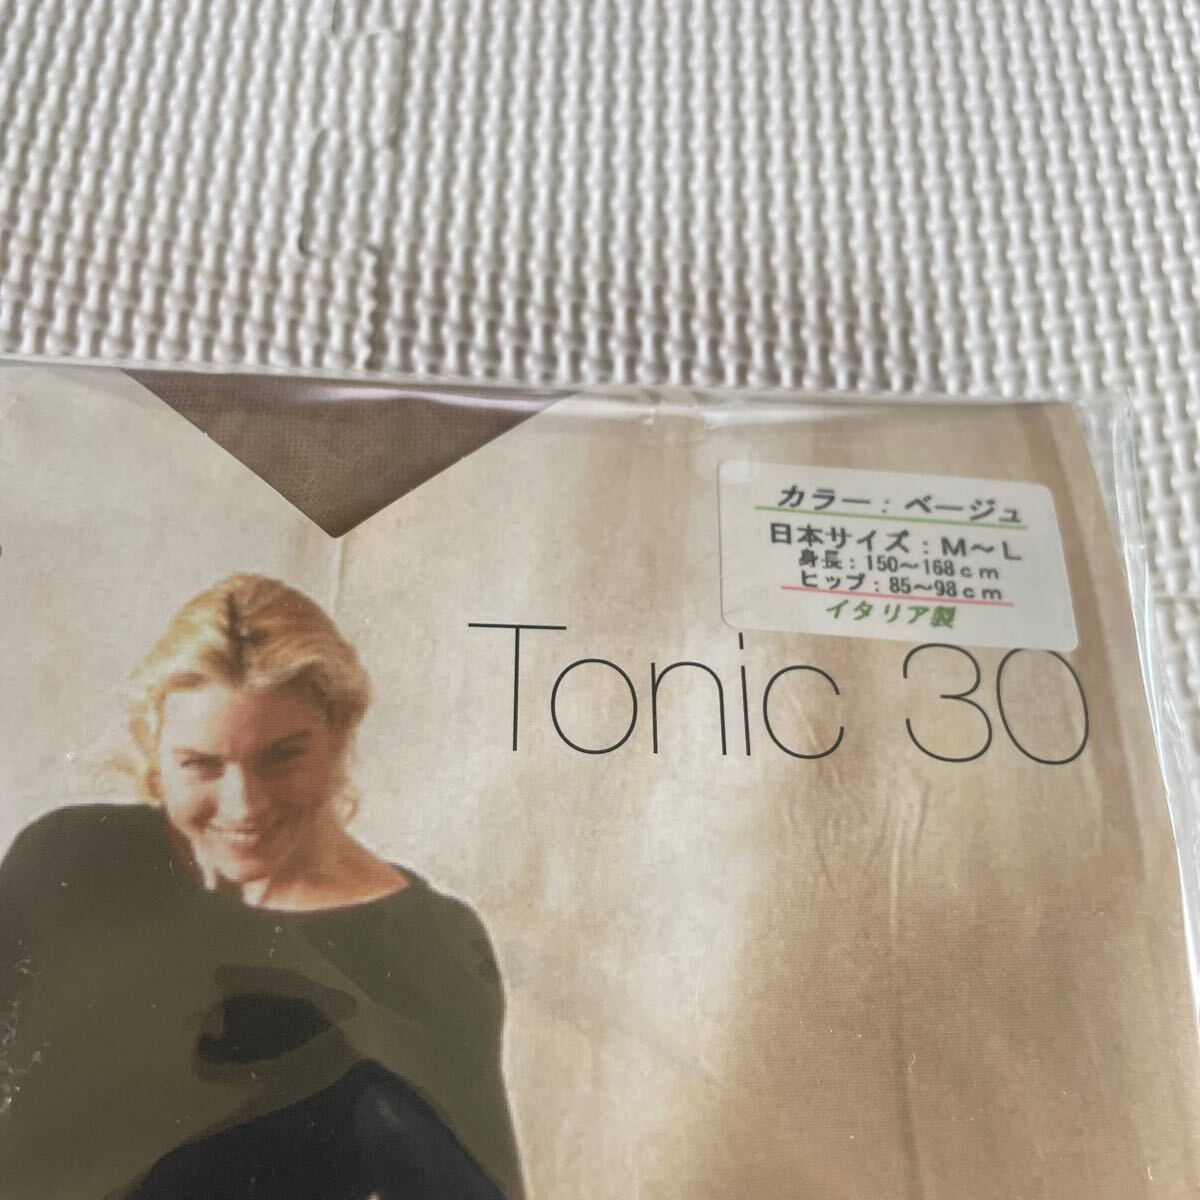 カラー：ベージュ
日本サイズ：M～L
身長：150～168cm
ヒップ：85～98cm
イタリア製
Tonic 30